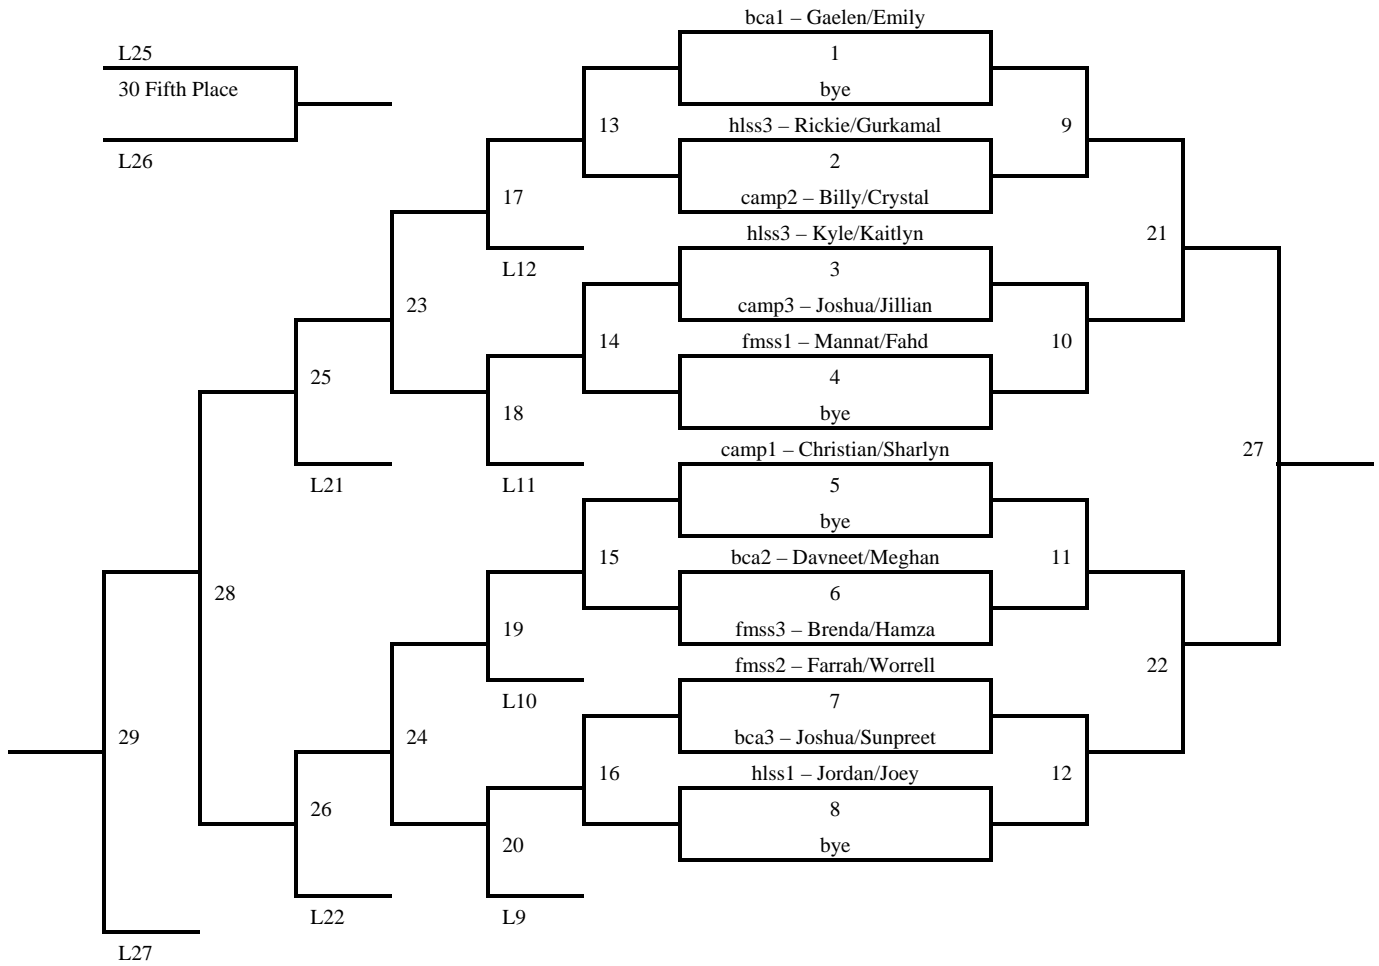 bca1 – Gaelen/Emily
L25
1
30 Fifth Place
bye
13
hlss3 – Rickie/Gurkamal
9
L26
2
17
camp2 – Billy/Crystal
hlss3 – Kyle/Kaitlyn
21
L12
3
23
camp3 – Joshua/Jillian
14
fmss1 – Mannat/Fahd
10
25
4
18
bye
camp1 – Christian/Sharlyn
27
L21
L11
5
bye
15
bca2 – Davneet/Meghan
11
28
6
19
fmss3 – Brenda/Hamza
fmss2 – Farrah/Worrell
22
L10
7
29
24
bca3 – Joshua/Sunpreet
16
hlss1 – Jordan/Joey
12
26
8
20
bye
L22
L9
L27